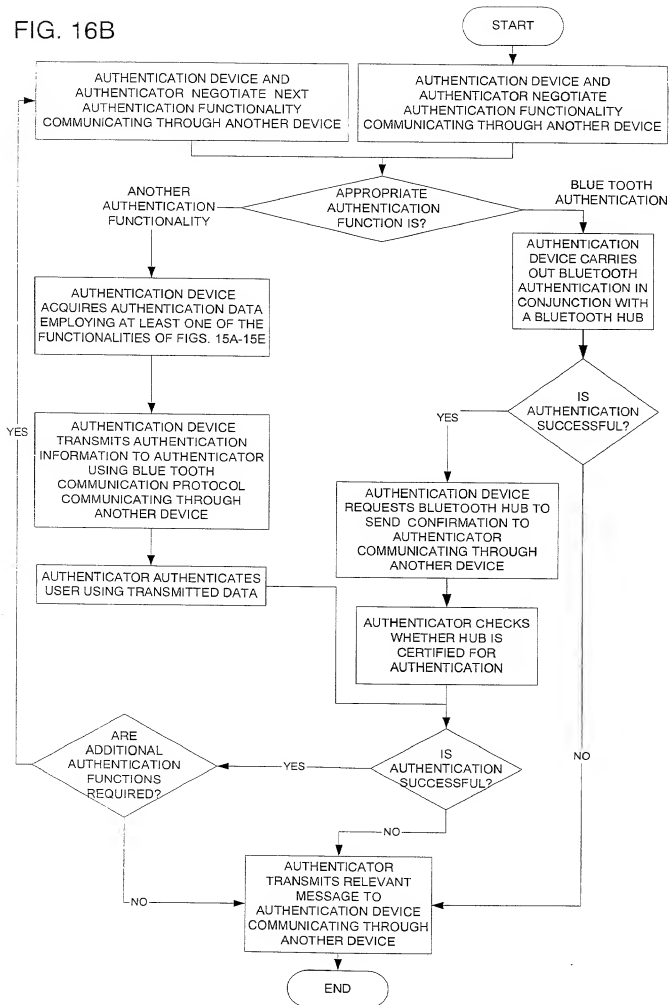 FIG. 16B
START
AUTHENTICATION DEVICE AND
AUTHENTICATOR NEGOTIATE NEXT
AUTHENTICATION FUNCTIONALITY
COMMUNICATING THROUGH ANOTHER DEVICE
AUTHENTICATION DEVICE AND
AUTHENTICATOR NEGOTIATE
AUTHENTICATION FUNCTIONALITY
COMMUNICATING THROUGH ANOTHER DEVICE
ANOTHER
AUTHENTICATION
FUNCTIONALITY
APPROPRIATE
AUTHENTICATION
FUNCTION IS?
BLUE TOOTH
AUTHENTICATION
AUTHENTICATION
DEVICE CARRIES
OUT BLUETOOTH
AUTHENTICATION IN
CONJUNCTION WITH
A BLUETOOTH HUB
AUTHENTICATION DEVICE
ACQUIRES AUTHENTICATION DATA
EMPLOYING AT LEAST ONE OF THE
FUNCTIONALITIES OF FIGS. 15A-15E
IS
AUTHENTICATION
SUCCESSFUL?
YES
YES
AUTHENTICATION DEVICE
TRANSMITS AUTHENTICATION
INFORMATION TO AUTHENTICATOR
USING BLUE TOOTH
COMMUNICATION PROTOCOL
COMMUNICATING THROUGH
ANOTHER DEVICE
AUTHENTICATION DEVICE
REQUESTS BLUETOOTH HUB TO
SEND CONFIRMATION TO
AUTHENTICATOR
COMMUNICATING THROUGH
ANOTHER DEVICE
AUTHENTICATOR AUTHENTICATES
USER USING TRANSMITTED DATA
AUTHENTICATOR CHECKS
WHETHER HUB IS
CERTIFIED FOR
AUTHENTICATION
ARE
ADDITIONAL
AUTHENTICATION
FUNCTIONS
REQUIRED?
YES
IS
AUTHENTICATION
SUCCESSFUL?
NO
NO
NO
AUTHENTICATOR
TRANSMITS RELEVANT
MESSAGE TO
AUTHENTICATION DEVICE
COMMUNICATING THROUGH
ANOTHER DEVICE
END